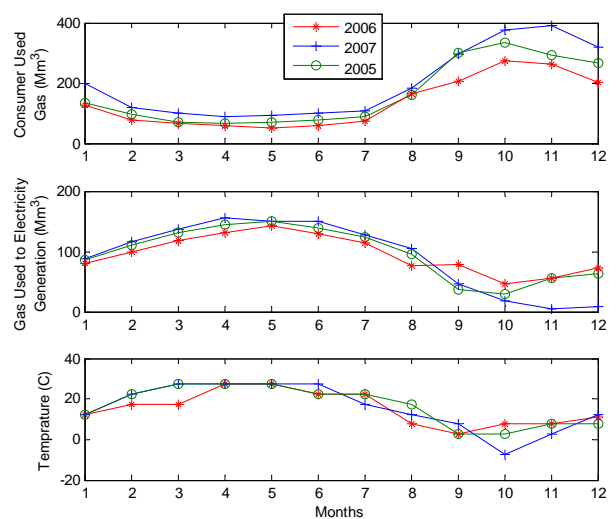 Consumer Used
Gas (Mm³)
400
200
0
2006
2007
2005
1 2 3 4 5 6 7 8 9 10 11 12
Gas Used to Electricity
Generation (Mm³)
200
100
0
1 2 3 4 5 6 7 8 9 10 11 12
Temprature (C)
40
20
0
-20
1 2 3 4 5 6 7 8 9 10 11 12
Months